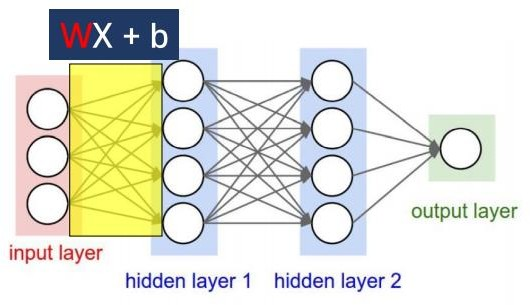 WX + b
input layer
hidden layer 1
hidden layer 2
output layer